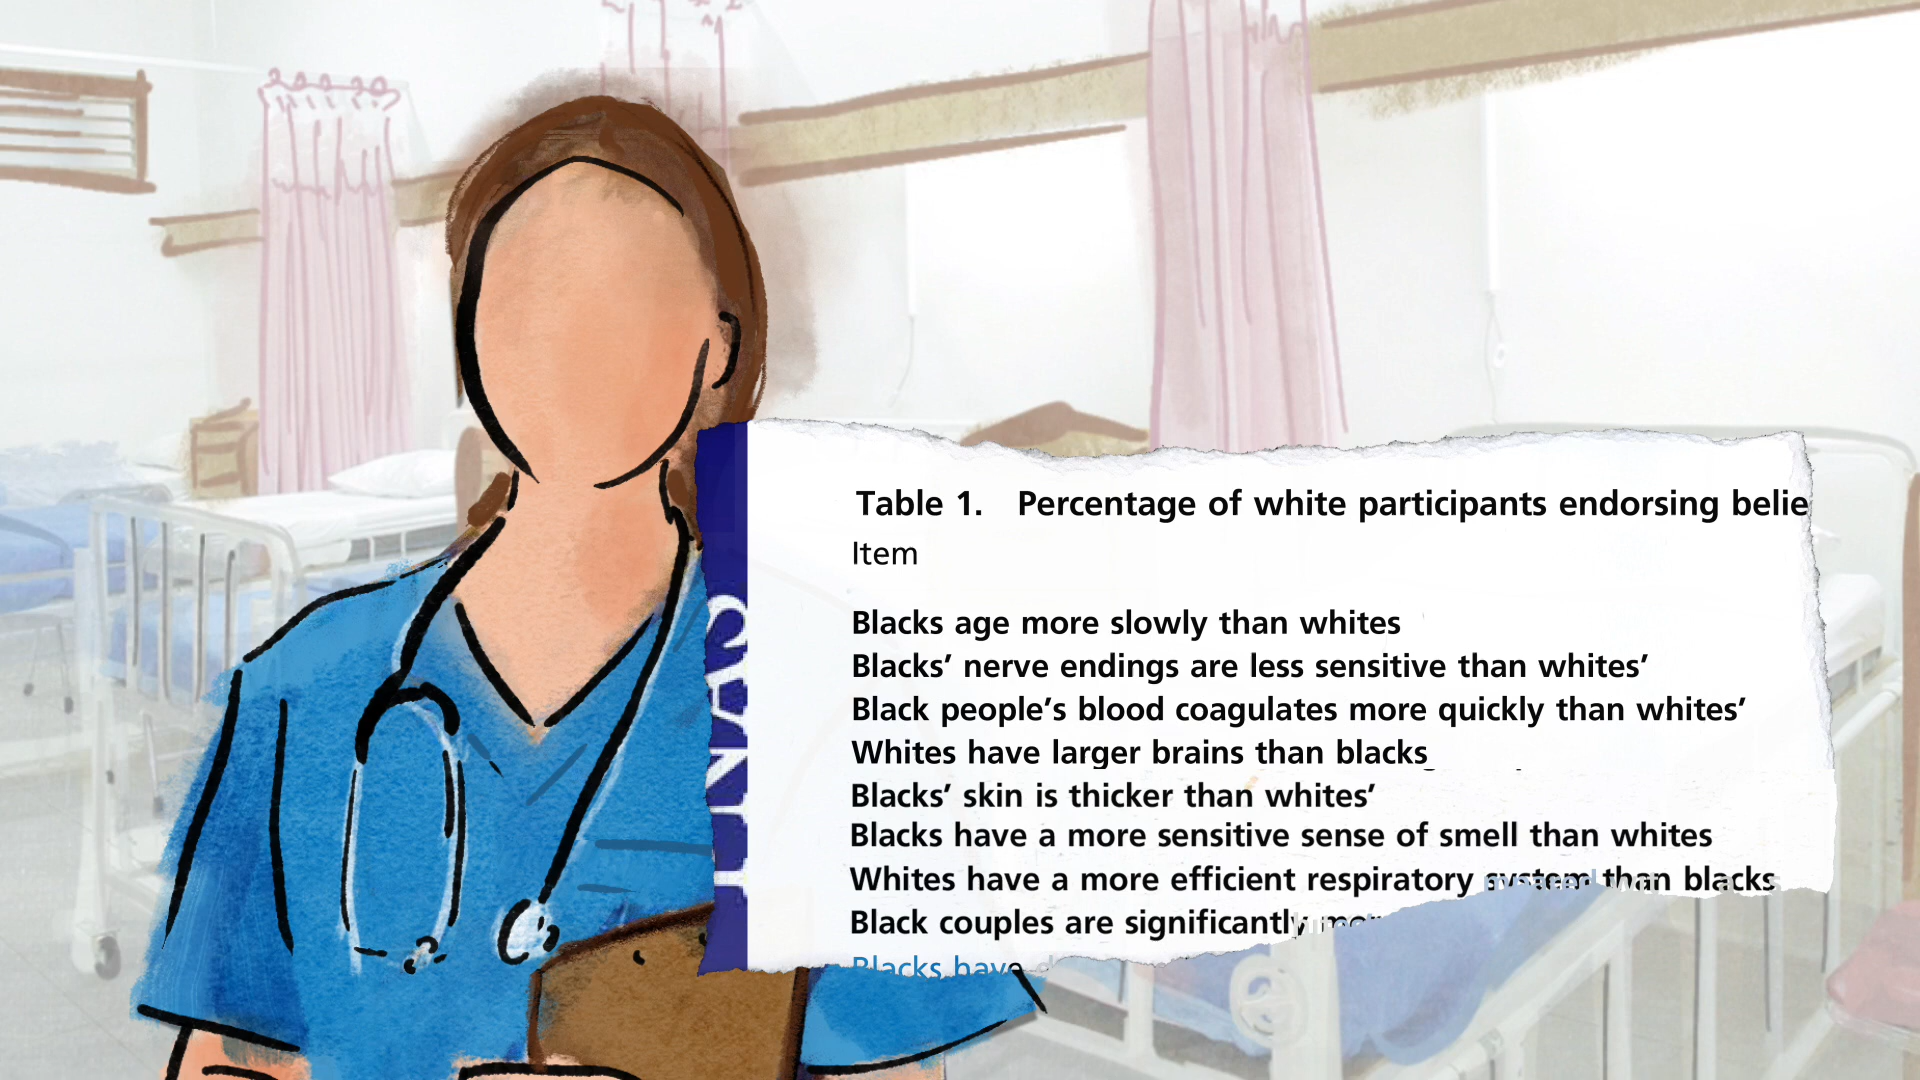 Table 1. Percentage of white participants endorsing belie
Item
Blacks age more slowly than whites
Blacks’ nerve endings are less sensitive than whites’
Black people’s blood coagulates more quickly than whites’
Whites have larger brains than blacks
Blacks’ skin is thicker than whites’
Blacks have a more sensitive sense of smell than whites
Whites have a more efficient respiratory system than blacks
Black couples are significantly
Blacks have
PNAS